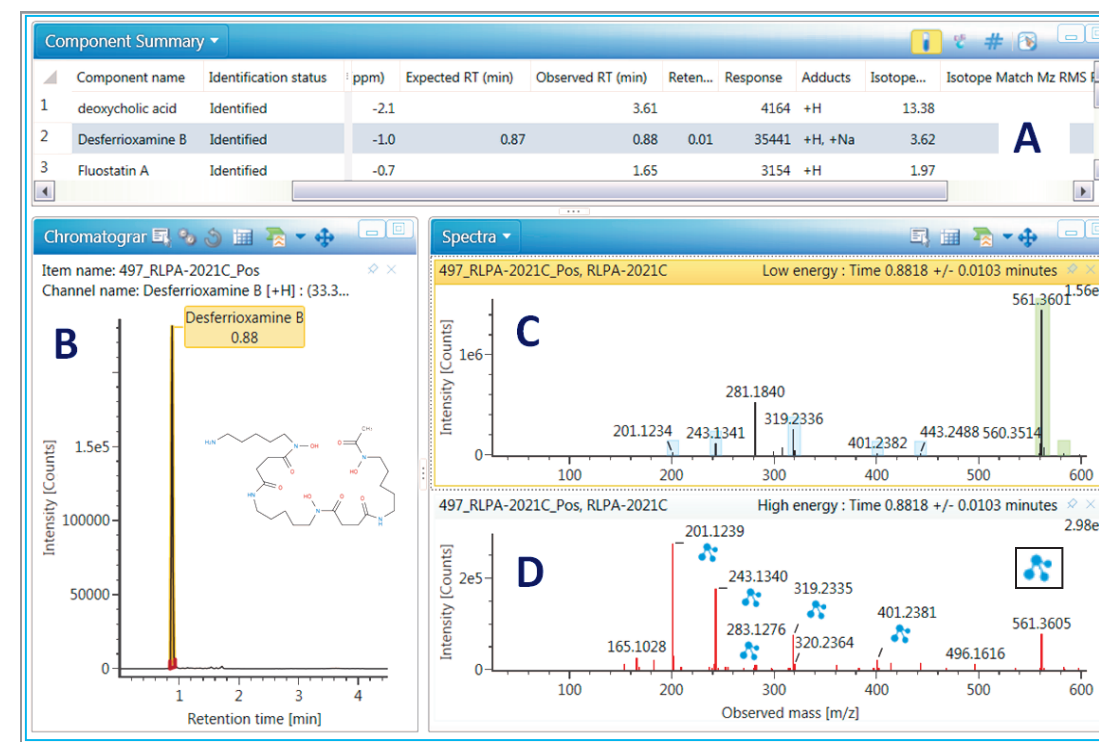 Component Summary
Component name Identification status ppm) Expected RT (min) Observed RT (min) Reten... Response Adducts Isotope... Isotope Match Mz RMS
1 deoxycholic acid Identified -2.1 3.61 4164 +H 13.38
2 Desferrioxamine B Identified -1.0 0.87 0.88 0.01 35441 +H, +Na 3.62
3 Fluostatin A Identified -0.7 1.65 3154 +H 1.97
A
Chromatogra
Item name: 497_RLPA-2021C_Pos
Channel name: Desferrioxamine B [+H] : (33.3...
B
Desferrioxamine B
0.88
H₂N
N
OH
O
O
HN
HO
N
O
O
NH
O
CH₃
N
HO
Intensity [Counts]
1.5e5
100000
50000
0
1 2 3 4
Retention time [min]
Spectra
497_RLPA-2021C_Pos, RLPA-2021C Low energy : Time 0.8818 +/- 0.0103 minutes
1.56e
C
Intensity [Counts]
1e6
0
201.1234 243.1341 281.1840 319.2336 401.2382 443.2488 560.3514 561.3601
100 200 300 400 500 600
497_RLPA-2021C_Pos, RLPA-2021C High energy : Time 0.8818 +/- 0.0103 minutes
2.98e
D
Intensity [Counts]
2e5
0
165.1028 201.1239 243.1340 283.1276 319.2335 320.2364 401.2381 496.1616 561.3605
100 200 300 400 500 600
Observed mass [m/z]